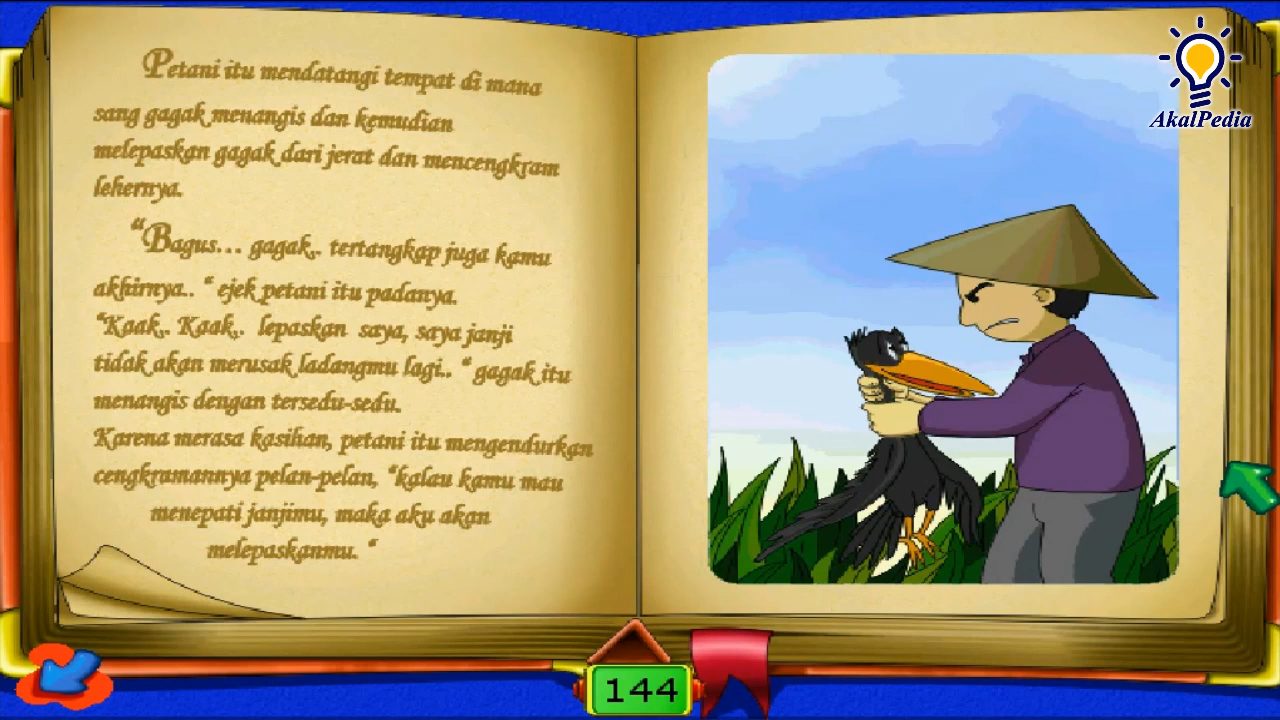 Petani itu mendatangi tempat di mana
sang gagak menangis dan kemudian
melepaskan gagak dari jerat dan mencengkram
lehernya.
“Bagus... gagak.. tertangkap juga kamu
akhirnya.. “ ejek petani itu padanya.
“Kaak.. Kaak.. lepaskan saya, saya janji
tidak akan merusak ladangmu lagi.. “ gagak itu
menangis dengan tersedu-sedu.
Karena merasa kasihan, petani itu mengendurkan
cengkramannya pelan-pelan, “kalau kamu mau
menepati janjimu, maka aku akan
melepaskanmu. “
AkalPedia
144